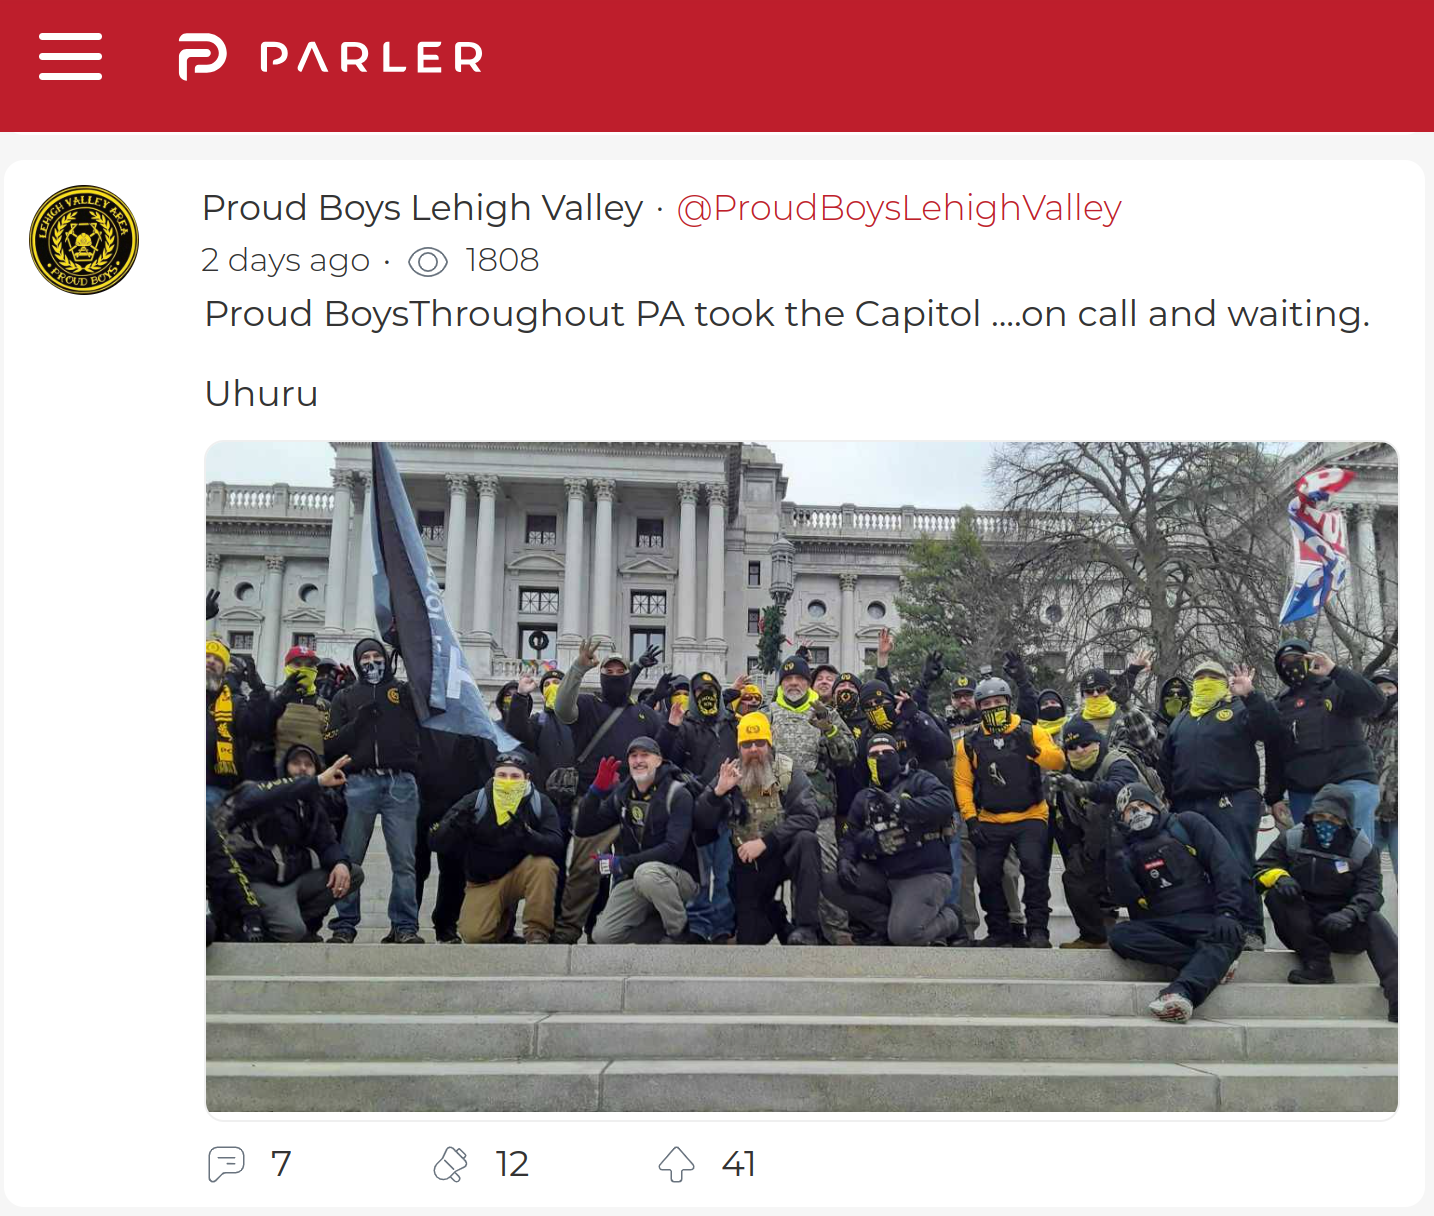 PARLER
LEHIGH VALLEY AREA
PROUD BOYS
Proud Boys Lehigh Valley · @ProudBoysLehighValley
2 days ago · 1808
Proud BoysThroughout PA took the Capitol ....on call and waiting.
Uhuru
7 12 41